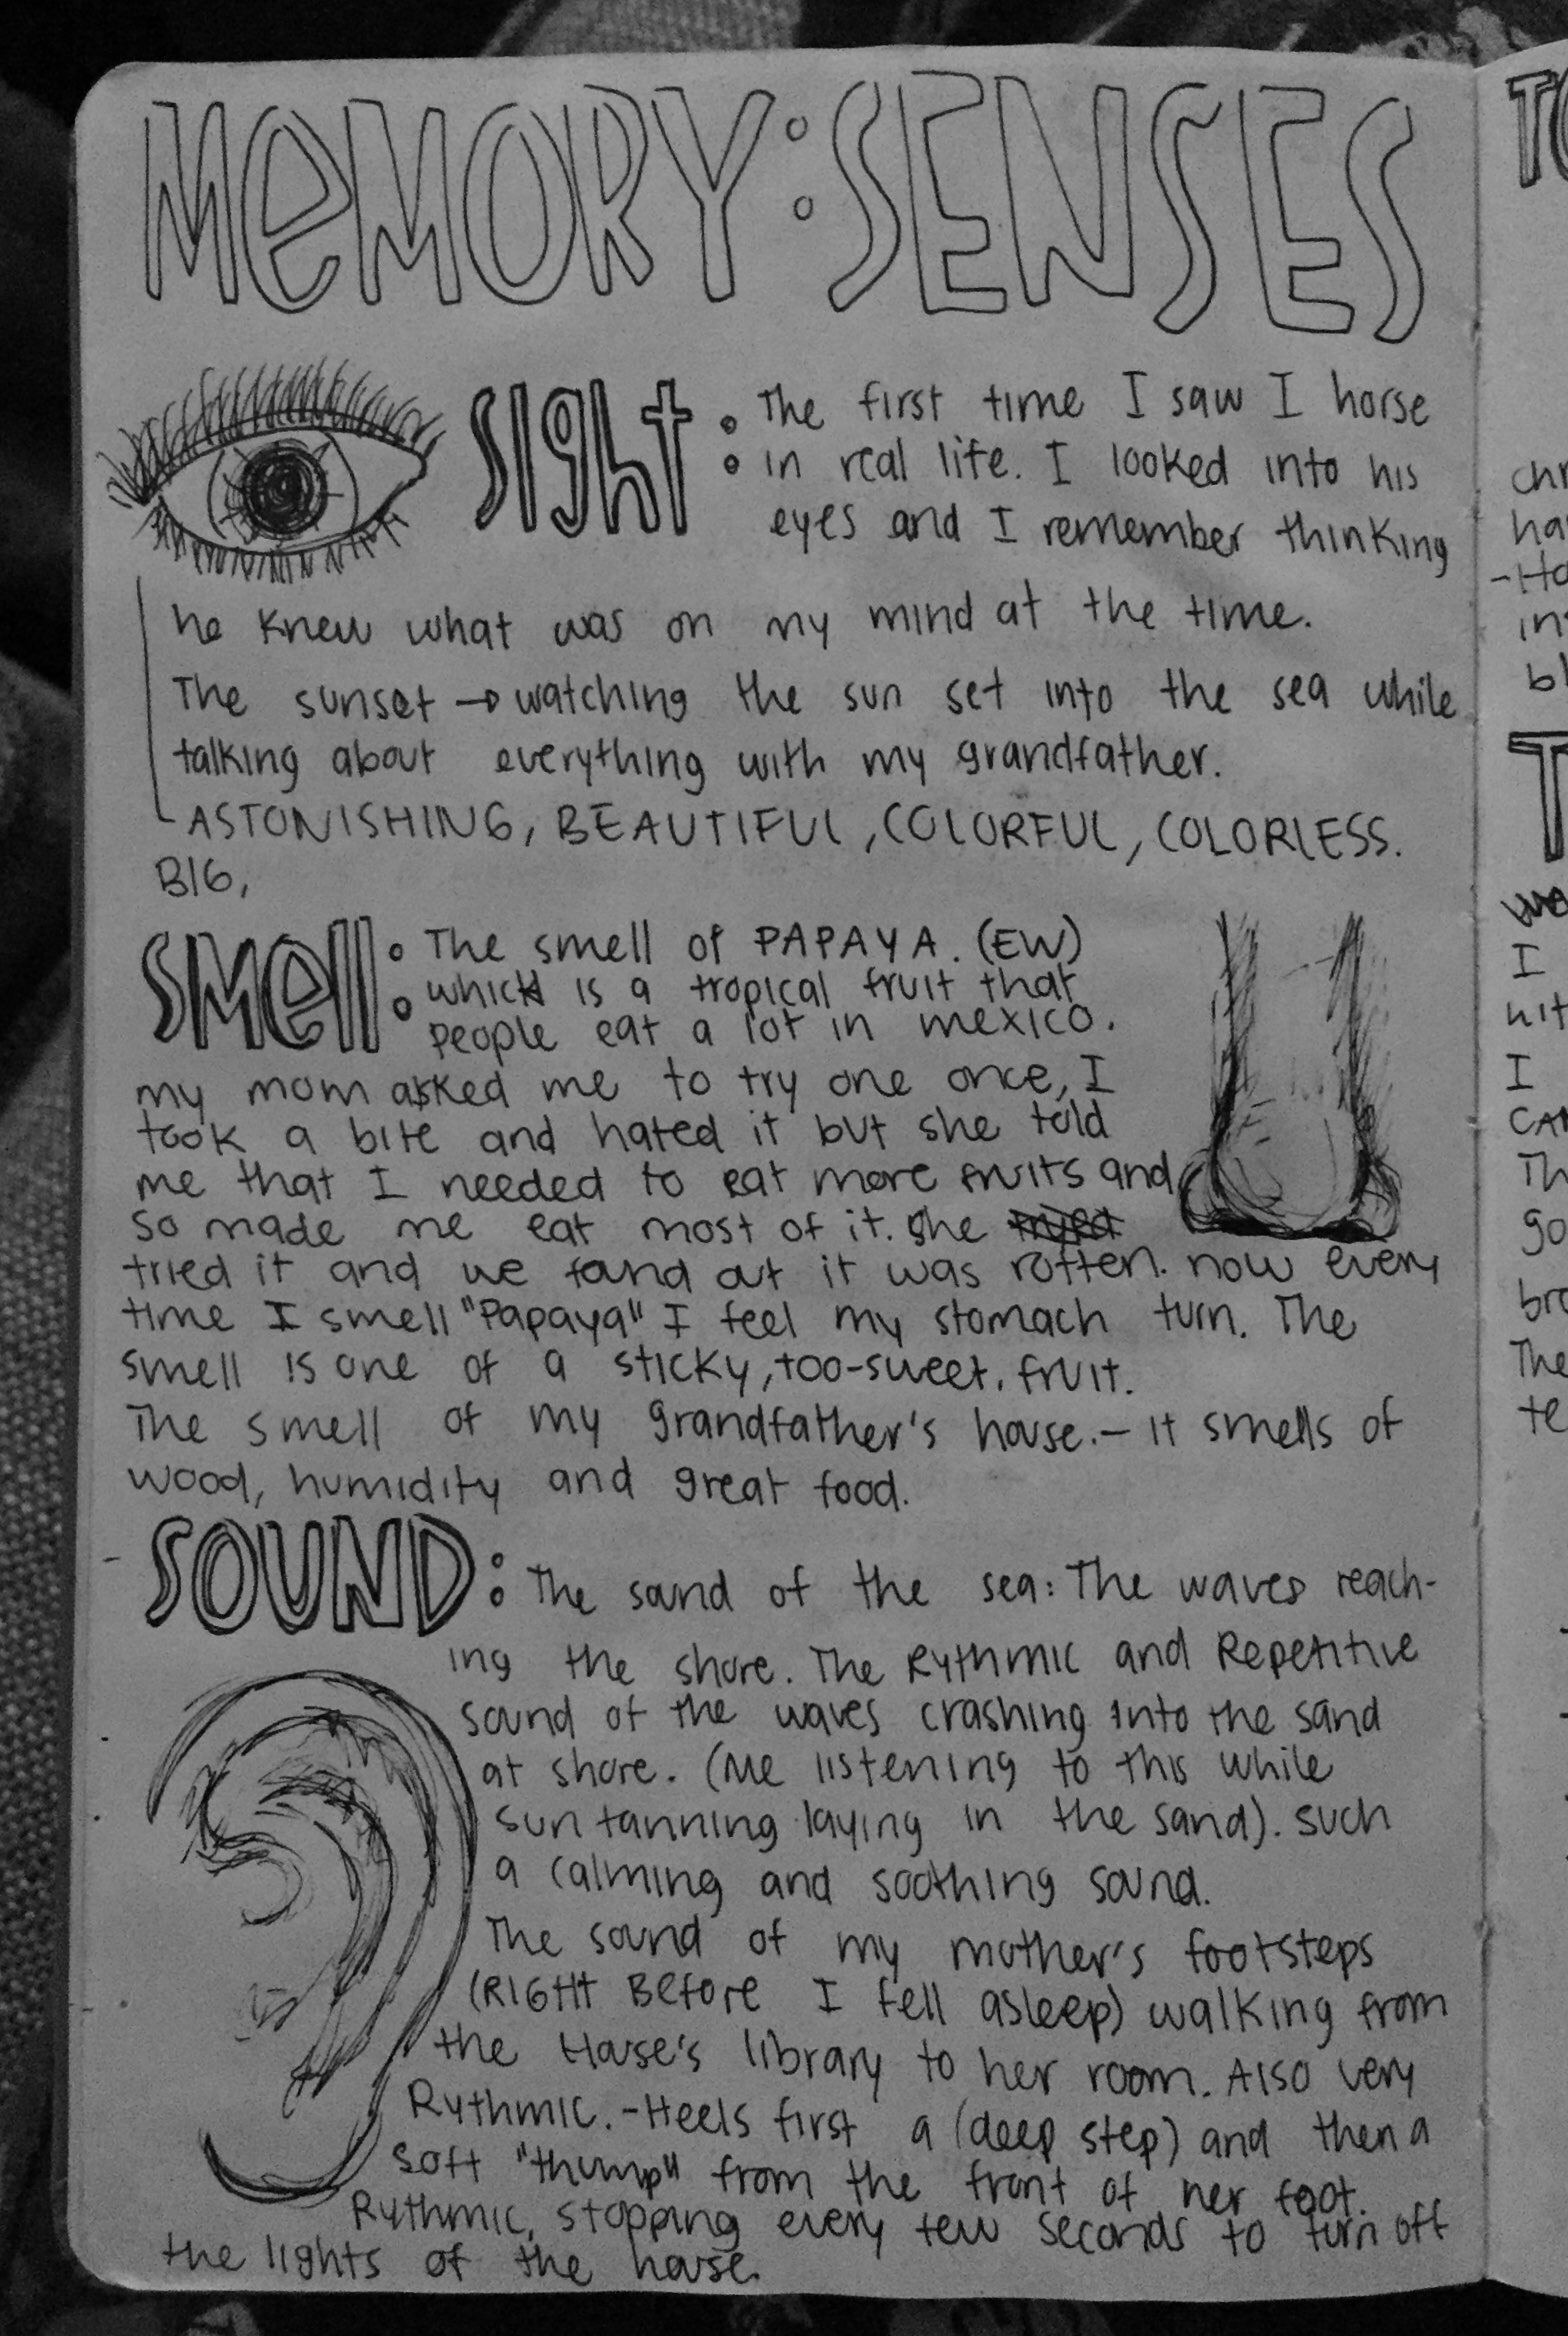 MEMORY: SENSES
SIGHT: The first time I saw I horse
in real life. I looked into his
eyes and I remember thinking
he knew what was on my mind at the time.
The sunset → watching the sun set into the sea while
talking about everything with my grandfather.
ASTONISHING, BEAUTIFUL, COLORFUL, COLORLESS.
BIG,
SMell: The smell of PAPAYA. (EW)
which is a tropical fruit that
people eat a lot in mexico.
my mom asked me to try one once, I
took a bite and hated it but she told
me that I needed to eat more fruits and
so made me eat most of it. She
tried it and we found out it was rotten. now every
time I smell "Papaya" I feel my stomach turn. The
smell is one of a sticky, too-sweet, fruit.
The smell of my grandfather's house.- it smells of
wood, humidity and great food.
SOUND: The sound of the sea: The waves reach-
ing the shore. The Rythmic and Repetitive
sound of the waves crashing into the sand
at shore. (Me listening to this while
sun tanning laying in the sand). such
a calming and soothing sound.
The sound of my mother's footsteps
(RIGHT Before I fell asleep) walking from
the House's library to her room. Also very
Rythmic. - Heels first a (deep step) and then a
soft "thump" from the front of her foot.
Rythmic, stopping every few seconds to turn off
the lights of the house.
TO
chr
ha
-Ho
in
bl
T
I
hit
I
CAN
Th
go
bro
The
te